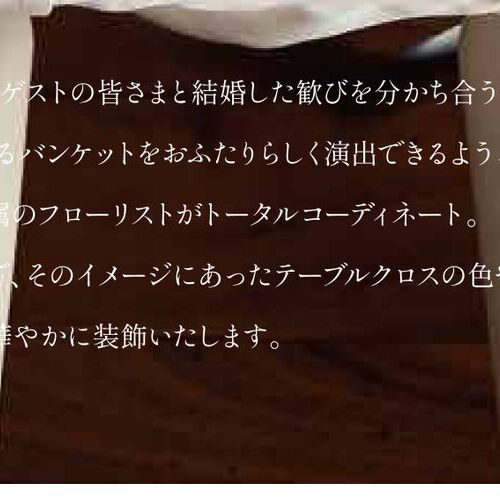 ゲストの皆さまと結婚した歓びを分かち合う
るバンケットをおふたりらしく演出できるよう、
属のフローリストがトータルコーディネート。
で、そのイメージにあったテーブルクロスの色や
華やかに装飾いたします。